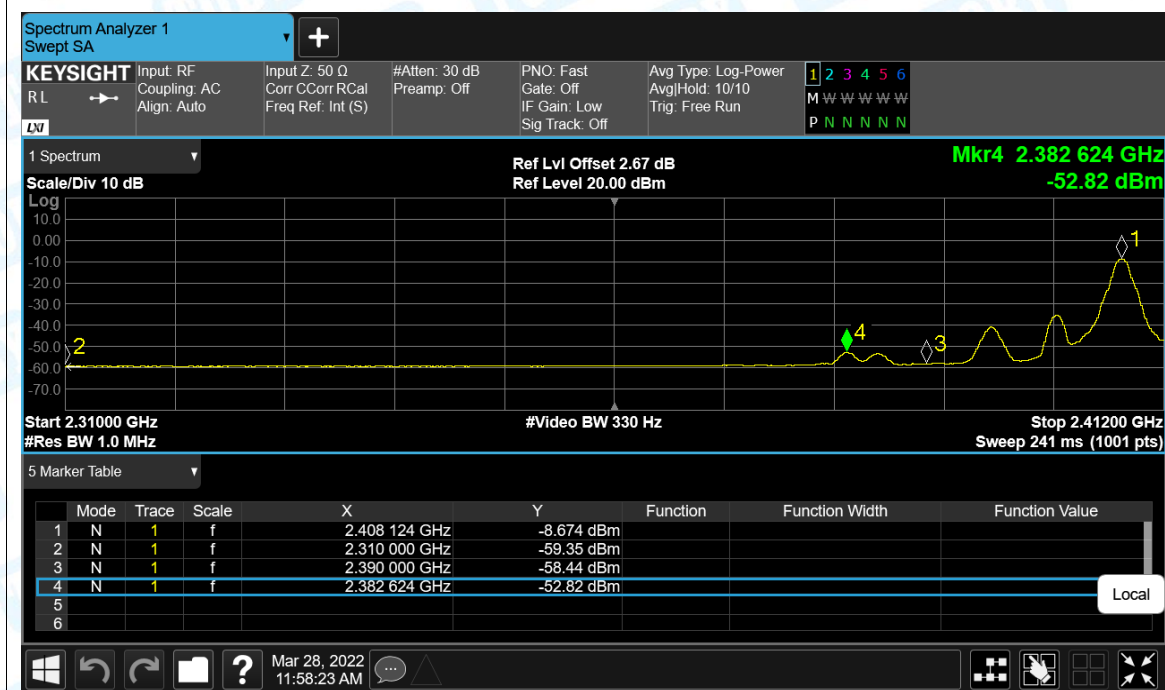 Spectrum Analyzer 1
Swept SA
+
KEYSIGHT
RL
LXI
Input: RF
Coupling: AC
Align: Auto
Input Z: 50 Ω
Corr CCorr RCal
Freq Ref: Int (S)
#Atten: 30 dB
Preamp: Off
PNO: Fast
Gate: Off
IF Gain: Low
Sig Track: Off
Avg Type: Log-Power
Avg|Hold: 10/10
Trig: Free Run
1 2 3 4 5 6
M W W W W W
P N N N N N
1 Spectrum
Scale/Div 10 dB
Ref Lvl Offset 2.67 dB
Ref Level 20.00 dBm
Mkr4 2.382 624 GHz
-52.82 dBm
Log
10.0
0.00
-10.0
-20.0
-30.0
-40.0
-50.0
-60.0
-70.0
1
2
3
4
Start 2.31000 GHz
#Res BW 1.0 MHz
#Video BW 330 Hz
Stop 2.41200 GHz
Sweep 241 ms (1001 pts)
5 Marker Table
Mode Trace Scale X Y Function Function Width Function Value
1 N 1 f 2.408 124 GHz -8.674 dBm
2 N 1 f 2.310 000 GHz -59.35 dBm
3 N 1 f 2.390 000 GHz -58.44 dBm
4 N 1 f 2.382 624 GHz -52.82 dBm
5
6
Local
?
Mar 28, 2022
11:58:23 AM